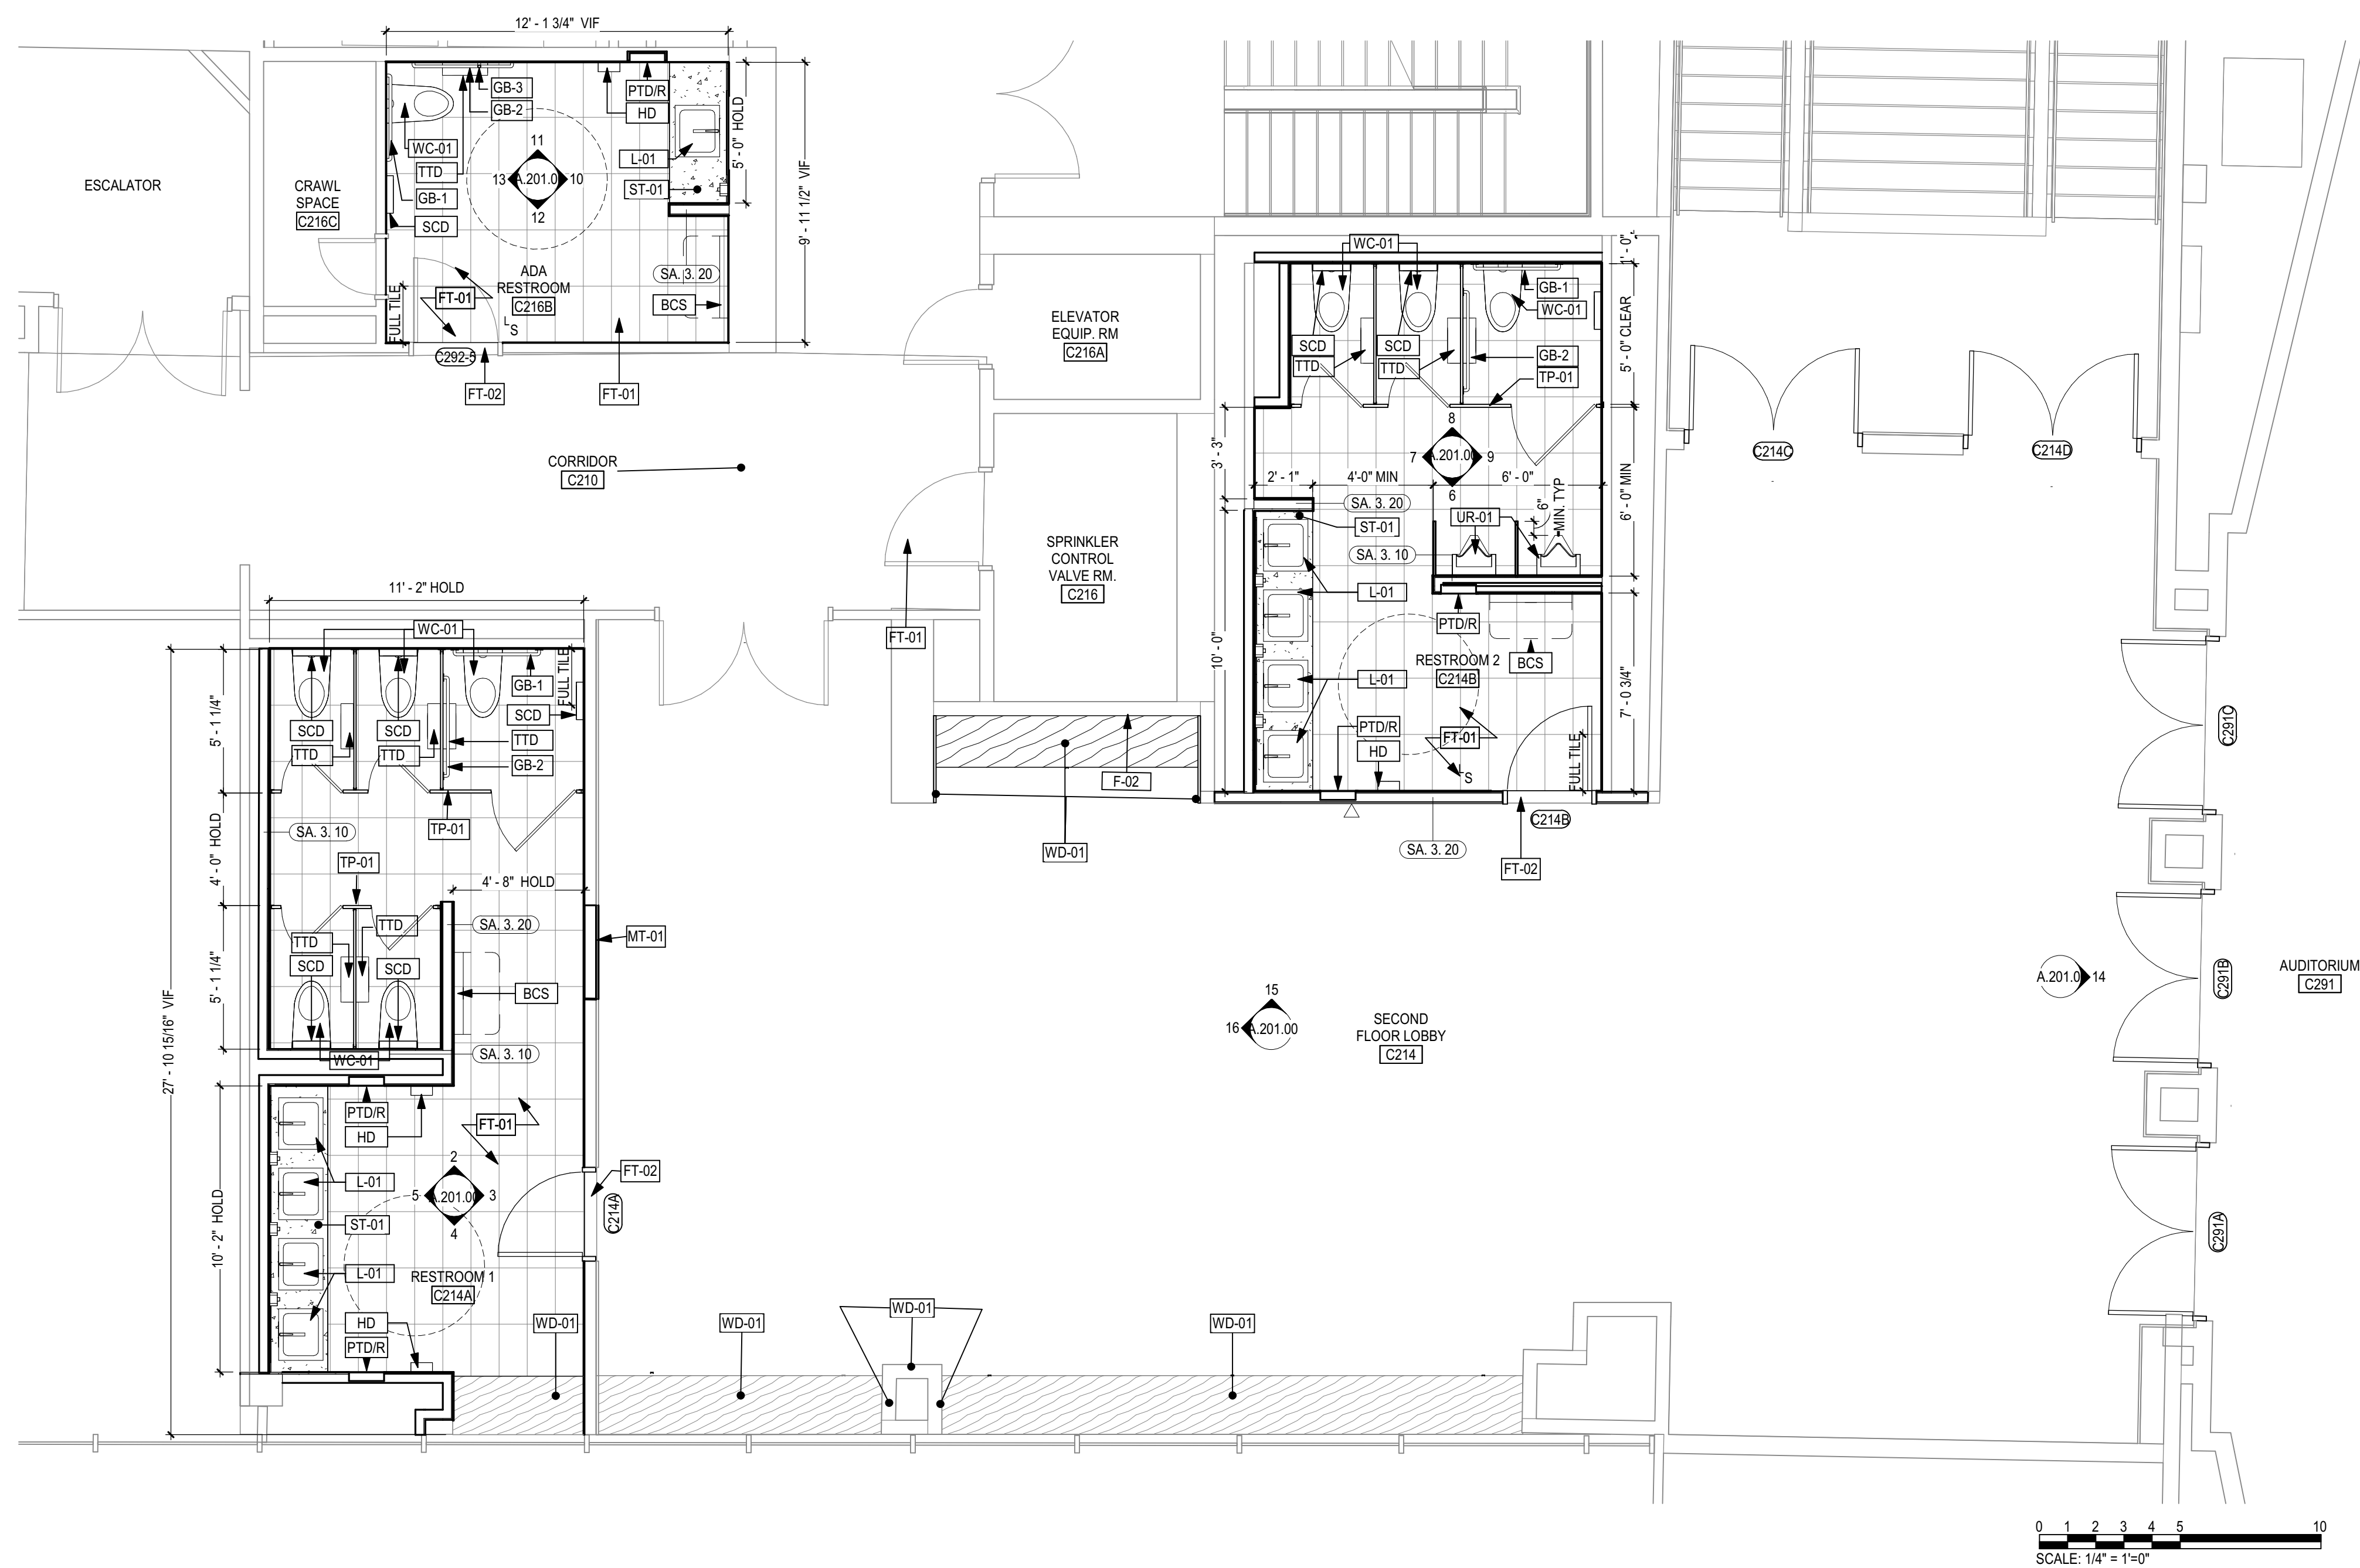 12' - 1 3/4" VIF
ESCALATOR
CRAWL
SPACE
C216C
GB-3
GB-2
WC-01
TTD
GB-1
SCD
PTD/R
HD
L-01
ST-01
5' - 0" HOLD
9' - 11 1/2" VIF
11
13
A.201.0
10
12
SA. 3. 20
BCS
ADA
RESTROOM
C216B
FT-01
S
FULL TILE
C292-5
FT-02
FT-01
CORRIDOR
C210
ELEVATOR
EQUIP. RM
C216A
SPRINKLER
CONTROL
VALVE RM.
C216
FT-01
WC-01
1' - 0"
GB-1
WC-01
SCD
SCD
TTD
TTD
GB-2
TP-01
5' - 0" CLEAR
3' - 3"
8
7
A.201.00
9
6
2' - 1"
4'-0" MIN
6' - 0"
6' - 0" MIN
SA. 3. 20
ST-01
UR-01
6"
MIN. TYP
SA. 3. 10
L-01
PTD/R
10' - 0"
RESTROOM 2
C214B
BCS
L-01
7' - 0 3/4"
PTD/R
HD
FT-01
S
FULL TILE
C214B
SA. 3. 20
FT-02
F-02
WD-01
C214C
C214D
C291C
C291B
C291A
AUDITORIUM
C291
A.201.0
14
15
16
A.201.00
SECOND
FLOOR LOBBY
C214
11' - 2" HOLD
WC-01
GB-1
FULL TILE
SCD
SCD
SCD
TTD
TTD
TTD
GB-2
5' - 1 1/4"
SA. 3. 10
TP-01
TP-01
4' - 0" HOLD
4' - 8" HOLD
TTD
SA. 3. 20
TTD
SCD
SCD
MT-01
BCS
5' - 1 1/4"
27' - 10 15/16" VIF
WC-01
SA. 3. 10
PTD/R
HD
FT-01
2
5
A.201.00
3
4
L-01
ST-01
FT-02
C214A
10' - 2" HOLD
L-01
RESTROOM 1
C214A
HD
PTD/R
WD-01
WD-01
WD-01
WD-01
0 1 2 3 4 5 10
SCALE: 1/4" = 1'=0"